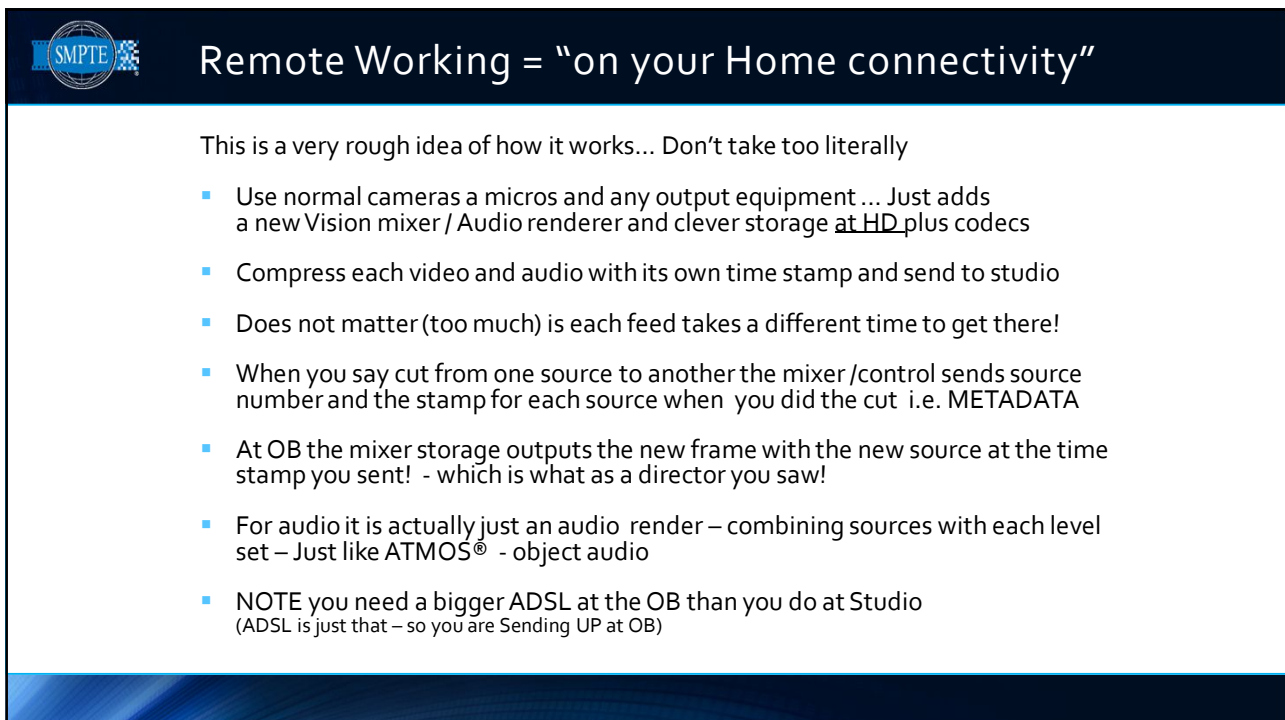 SMPTE
Remote Working = “on your Home connectivity”
This is a very rough idea of how it works... Don’t take too literally
Use normal cameras a micros and any output equipment ... Just adds
a new Vision mixer / Audio renderer and clever storage at HD plus codecs
Compress each video and audio with its own time stamp and send to studio
Does not matter (too much) is each feed takes a different time to get there!
When you say cut from one source to another the mixer /control sends source
number and the stamp for each source when you did the cut i.e. METADATA
At OB the mixer storage outputs the new frame with the new source at the time
stamp you sent! - which is what as a director you saw!
For audio it is actually just an audio render – combining sources with each level
set – Just like ATMOS® - object audio
NOTE you need a bigger ADSL at the OB than you do at Studio
(ADSL is just that – so you are Sending UP at OB)